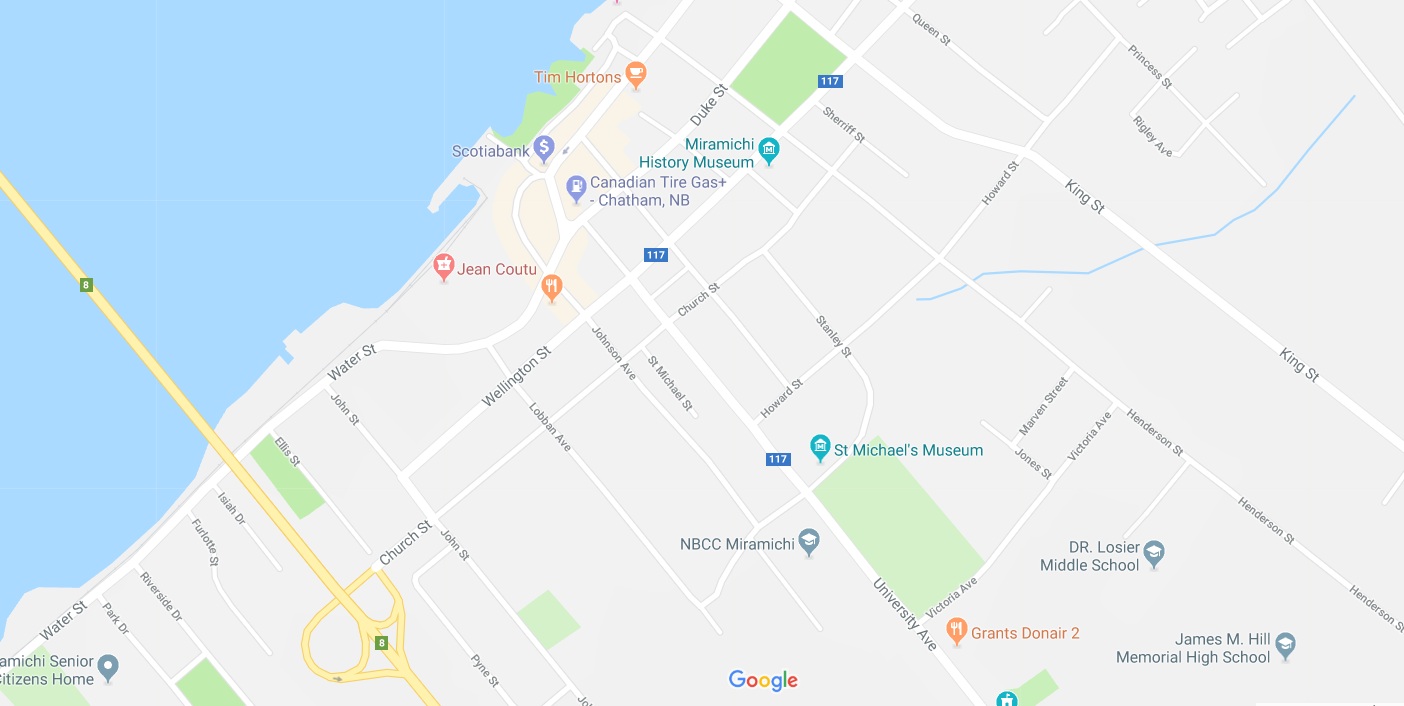 Queen St
Princess St
Tim Hortons
117
Duke St
Sherriff St
Rigley Ave
Scotiabank
Miramichi
History Museum
Canadian Tire Gas+
- Chatham, NB
Howard St
King St
117
Jean Coutu
8
Church St
Stanley St
Johnson Ave
Water St
Wellington St
St Michael St
King St
John St
Howard St
Marven Street
Lobban Ave
Victoria Ave
Henderson St
Ellis St
117
St Michael's Museum
Jones St
Isiah Dr
Furlotte St
Church St
John St
NBCC Miramichi
Henderson St
DR. Losier
Middle School
Riverside Dr
University Ave
Victoria Ave
Henderson St
Park Dr
Water St
8
Grants Donair 2
James M. Hill
Memorial High School
amichi Senior
Citizens Home
Pyne St
Google